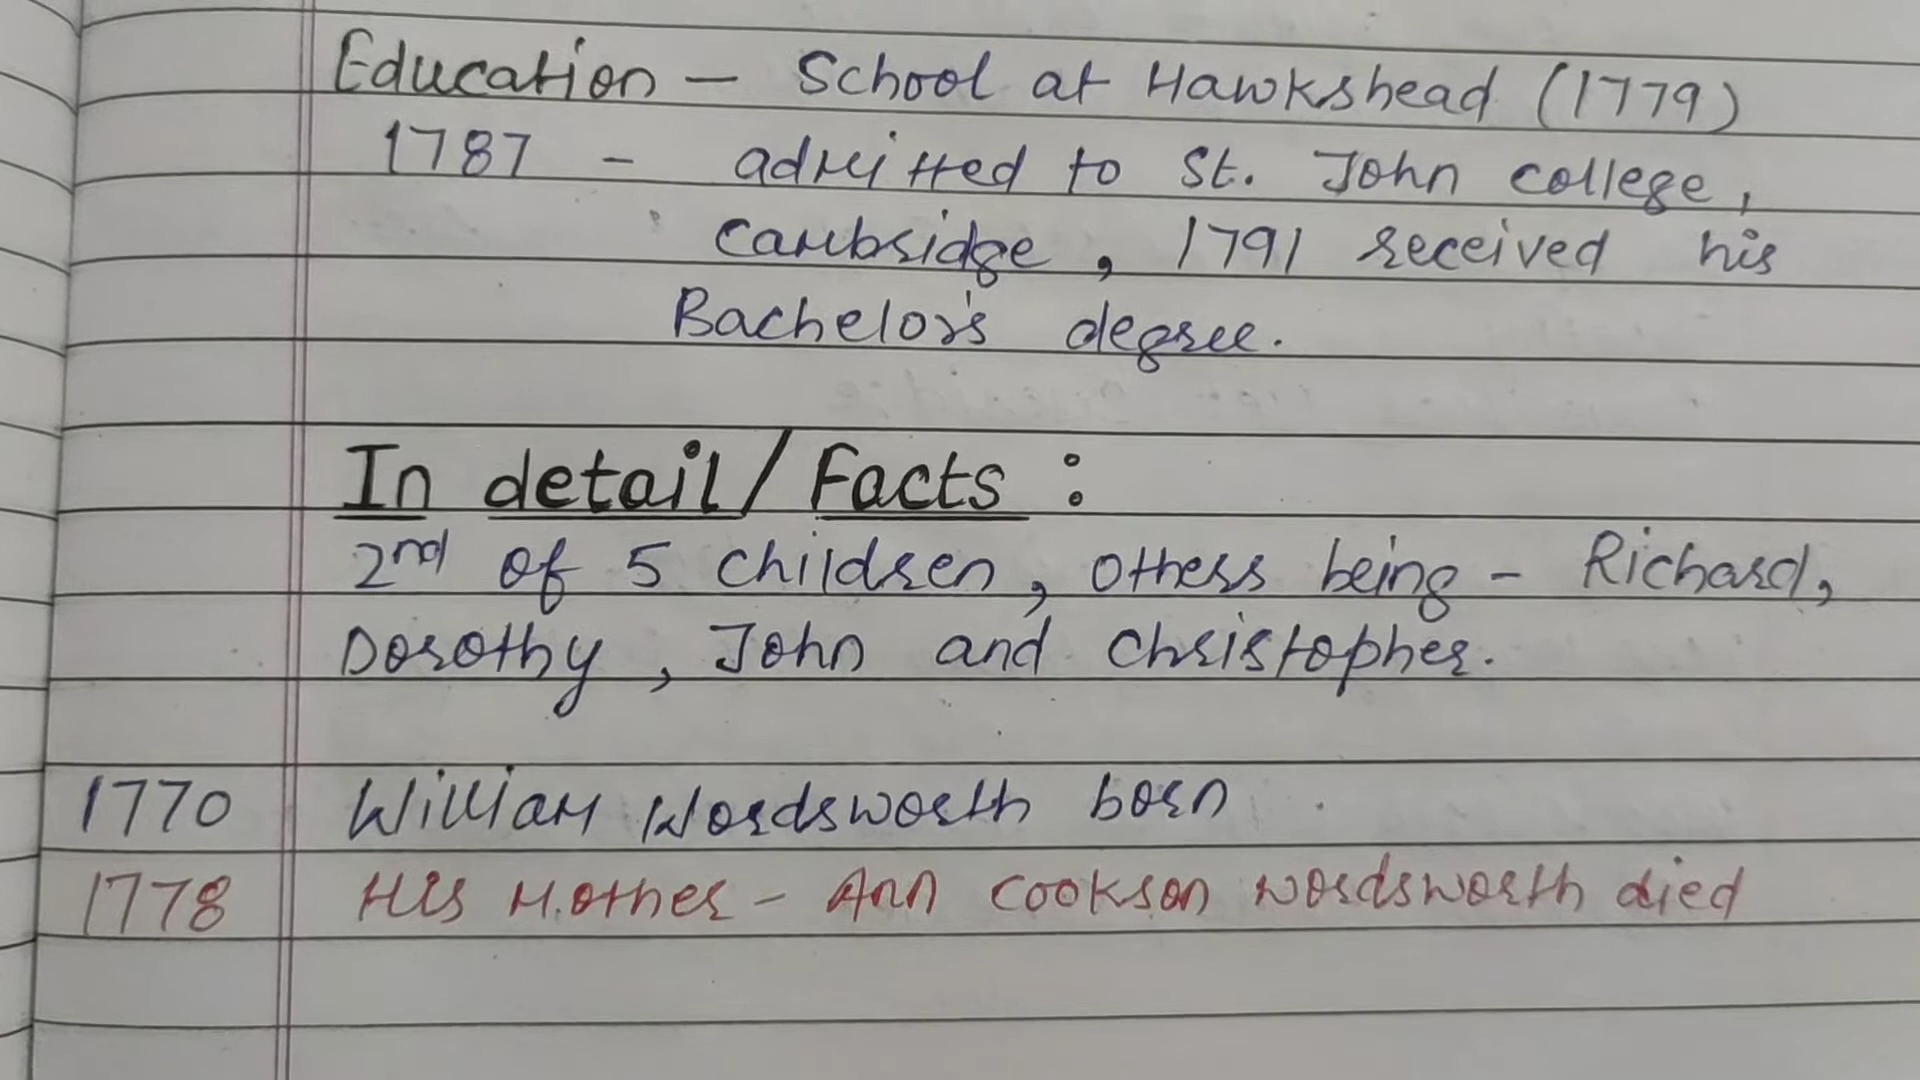 Education — School at Hawkshead (1779)
1787 - admitted to St. John college,
Cambridge, 1791 received his
Bachelor's degree.
In detail/Facts :
2nd of 5 children, others being - Richard,
Dorothy, John and Christopher.
1770 William Wordsworth born
1778 His Mother - Ann Cookson Wordsworth died